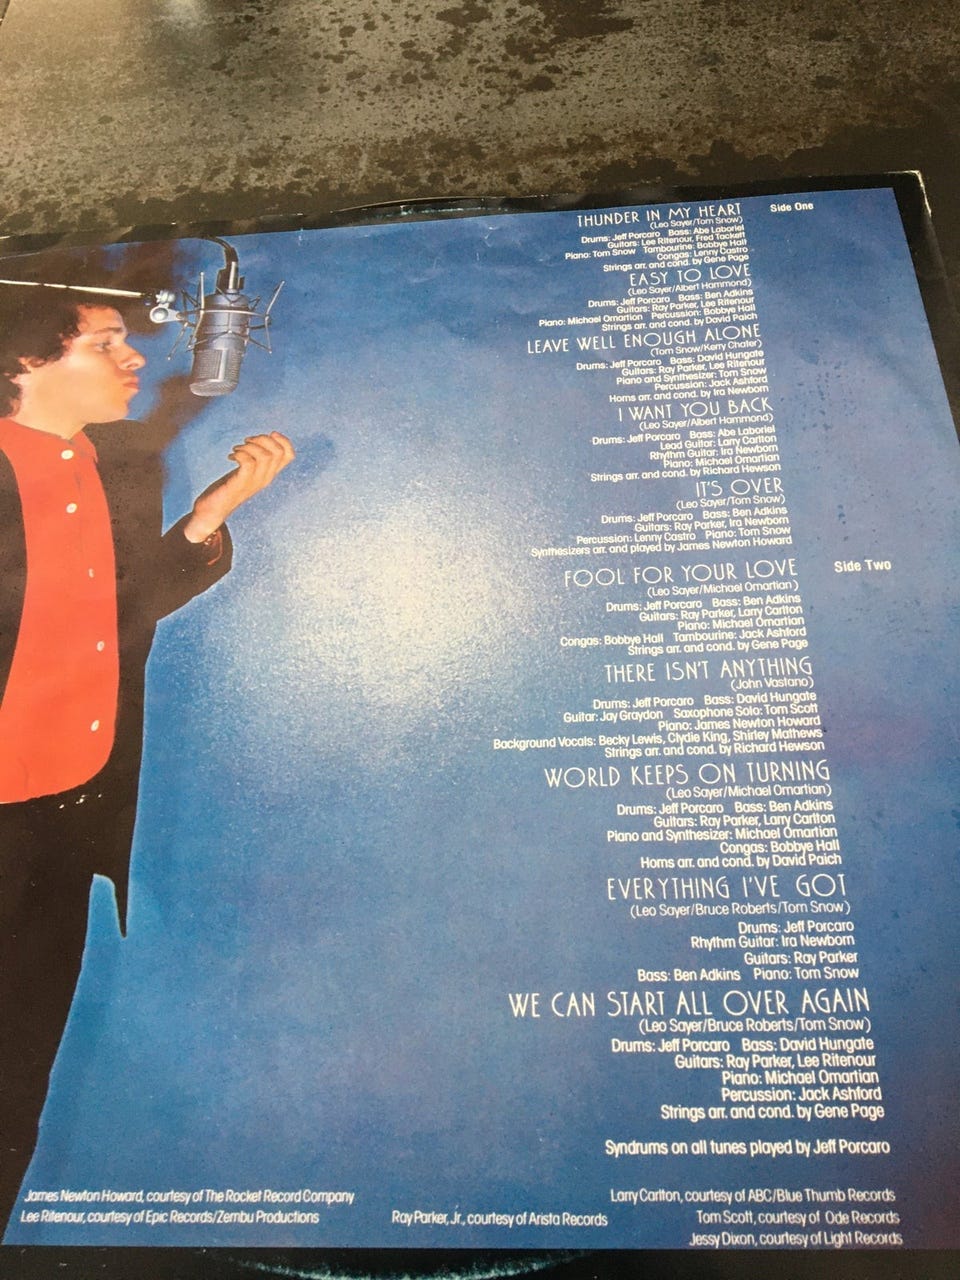 THUNDER IN MY HEART
Side One
(Leo Sayer/Tom Snow)
Drums: Jeff Porcaro Bass: Abe Laboriel
Guitars: Lee Ritenour, Fred Tackett
Piano: Tom Snow Tambourine: Bobbye Hall
Congas: Lenny Castro
Strings arr. and cond. by Gene Page
EASY TO LOVE
(Leo Sayer/Albert Hammond)
Drums: Jeff Porcaro Bass: Ben Adkins
Guitars: Ray Parker, Lee Ritenour
Piano: Michael Omartion Percussion: Bobbye Hall
Strings arr. and cond. by David Paich
LEAVE WELL ENOUGH ALONE
(Tom Snow/Kerry Chater)
Drums: Jeff Porcaro Bass: David Hungate
Guitars: Ray Parker, Lee Ritenour
Piano and Synthesizer: Tom Snow
Percussion: Jack Ashford
Horns arr. and cond. by Ira Newborn
I WANT YOU BACK
(Leo Sayer/Albert Hammond)
Drums: Jeff Porcaro Bass: Abe Laboriel
Lead Guitar: Larry Carlton
Rhythm Guitar: Ira Newborn
Piano: Michael Omartian
Strings arr. and cond. by Richard Hewson
IT'S OVER
(Leo Sayer/Tom Snow)
Drums: Jeff Porcaro Bass: Ben Adkins
Guitars: Ray Parker, Ira Newborn
Percussion: Lenny Castro Piano: Tom Snow
Synthesizers arr. and played by James Newton Howard
FOOL FOR YOUR LOVE
Side Two
(Leo Sayer/Michael Omartian)
Drums: Jeff Porcaro Bass: Ben Adkins
Guitars: Ray Parker, Larry Carlton
Piano: Michael Omartian
Congas: Bobbye Hall Tambourine: Jack Ashford
Strings arr. and cond. by Gene Page
THERE ISN'T ANYTHING
(John Vastano)
Drums: Jeff Porcaro Bass: David Hungate
Guitar: Jay Graydon Saxophone Solo: Tom Scott
Piano: James Newton Howard
Background Vocals: Becky Lewis, Clydie King, Shirley Mathews
Strings arr. and cond. by Richard Hewson
WORLD KEEPS ON TURNING
(Leo Sayer/Michael Omartian)
Drums: Jeff Porcaro Bass: Ben Adkins
Guitars: Ray Parker, Larry Carlton
Piano and Synthesizer: Michael Omartian
Congas: Bobbye Hall
Horns arr. and cond. by David Paich
EVERYTHING I'VE GOT
(Leo Sayer/Bruce Roberts/Tom Snow)
Drums: Jeff Porcaro
Rhythm Guitar: Ira Newborn
Guitars: Ray Parker
Bass: Ben Adkins Piano: Tom Snow
WE CAN START ALL OVER AGAIN
(Leo Sayer/Bruce Roberts/Tom Snow)
Drums: Jeff Porcaro Bass: David Hungate
Guitars: Ray Parker, Lee Ritenour
Piano: Michael Omartian
Percussion: Jack Ashford
Strings arr. and cond. by Gene Page
Syndrums on all tunes played by Jeff Porcaro
James Newton Howard, courtesy of The Rocket Record Company
Larry Carlton, courtesy of ABC/Blue Thumb Records
Lee Ritenour, courtesy of Epic Records/Zembu Productions
Ray Parker, Jr., courtesy of Arista Records
Tom Scott, courtesy of Ode Records
Jessy Dixon, courtesy of Light Records